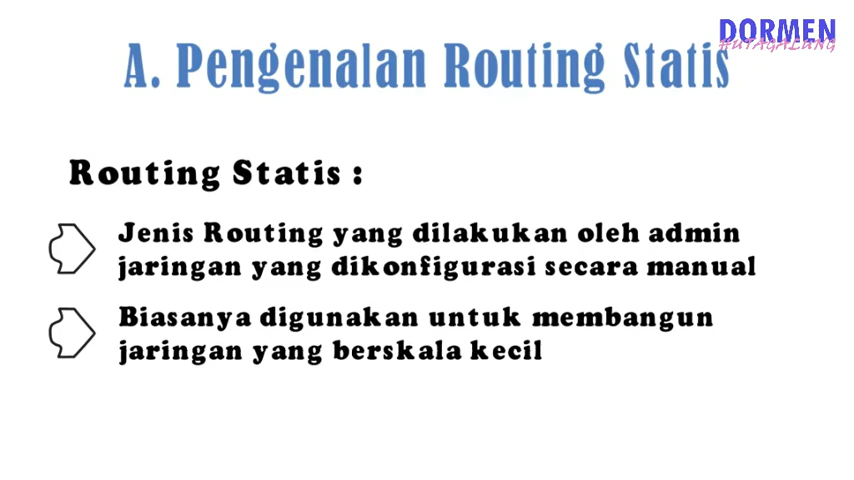 DORMEN
HUTAGALUNG
A. Pengenalan Routing Statis
Routing Statis :
Jenis Routing yang dilakukan oleh admin
jaringan yang dikonfigurasi secara manual
Biasanya digunakan untuk membangun
jaringan yang berskala kecil